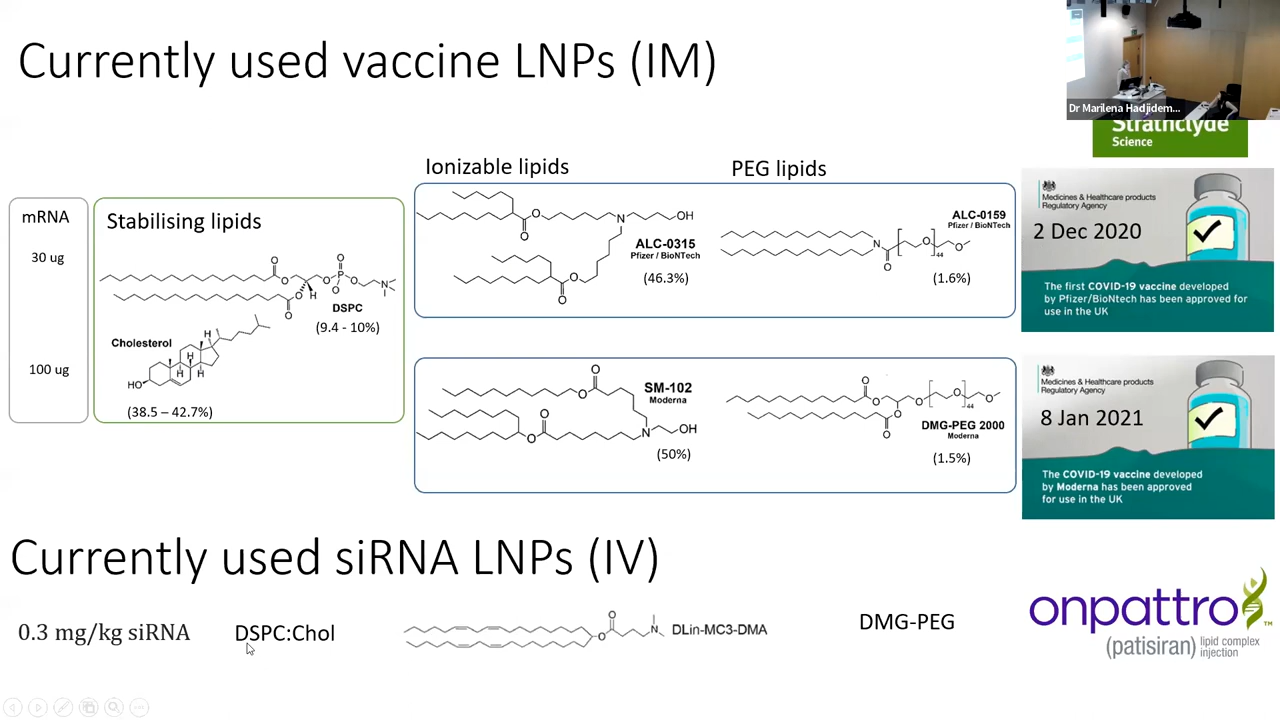 Currently used vaccine LNPs (IM)
Dr Marilena Hadjidem...
Strathclyde
Science
Ionizable lipids
PEG lipids
mRNA
30 ug
100 ug
Stabilising lipids
O
O
O
O
P
O
O
O
H
N
DSPC
(9.4 - 10%)
Cholesterol
H
H
H
H
HO
(38.5 – 42.7%)
O
O
N
OH
O
O
ALC-0315
Pfizer / BioNTech
(46.3%)
ALC-0159
Pfizer / BioNTech
N
O
O
44
O
(1.6%)
Medicines & Healthcare products
Regulatory Agency
2 Dec 2020
The first COVID-19 vaccine developed
by Pfizer/BioNtech has been approved for
use in the UK
O
O
O
O
N
OH
SM-102
Moderna
(50%)
O
O
O
O
O
O
44
O
DMG-PEG 2000
Moderna
(1.5%)
Medicines & Healthcare products
Regulatory Agency
8 Jan 2021
The COVID-19 vaccine developed
by Moderna has been approved
for use in the UK
Currently used siRNA LNPs (IV)
0.3 mg/kg siRNA
DSPC:Chol
O
O
N
DLin-MC3-DMA
DMG-PEG
onpattro
TM
(patisiran)
lipid complex
injection